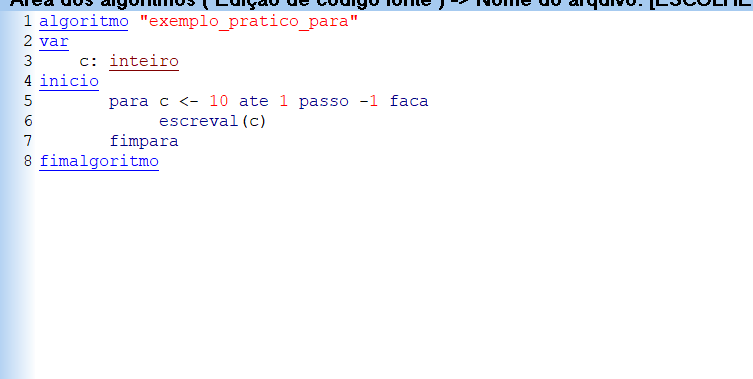 Área dos algoritmos ( Edição de código fonte ) -> Nome do arquivo: [ESCOLHE
1 algoritmo "exemplo_pratico_para"
2 var
3 c: inteiro
4 inicio
5 para c <- 10 ate 1 passo -1 faca
6 escreval(c)
7 fimpara
8 fimalgoritmo